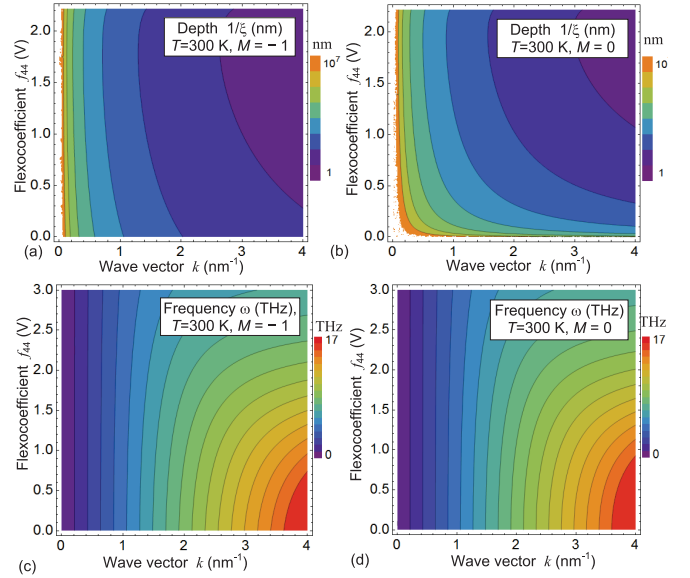 Depth 1/ξ (nm)
T=300 K, M = − 1
nm
10⁷
1
Flexocoefficient f₄₄ (V)
2.0
1.5
1.0
0.5
0.0
0 1 2 3 4
(a)
Wave vector k (nm⁻¹)
Depth 1/ξ (nm)
T=300 K, M = 0
nm
10
1
Flexocoefficient f₄₄ (V)
2.0
1.5
1.0
0.5
0.0
0 1 2 3 4
(b)
Wave vector k (nm⁻¹)
Frequency ω (THz),
T=300 K, M = − 1
THz
17
0
Flexocoefficient f₄₄ (V)
3.0
2.5
2.0
1.5
1.0
0.5
0.0
0 1 2 3 4
(c)
Wave vector k (nm⁻¹)
Frequency ω (THz)
T=300 K, M = 0
THz
17
0
Flexocoefficient f₄₄ (V)
3.0
2.5
2.0
1.5
1.0
0.5
0.0
0 1 2 3 4
(d)
Wave vector k (nm⁻¹)